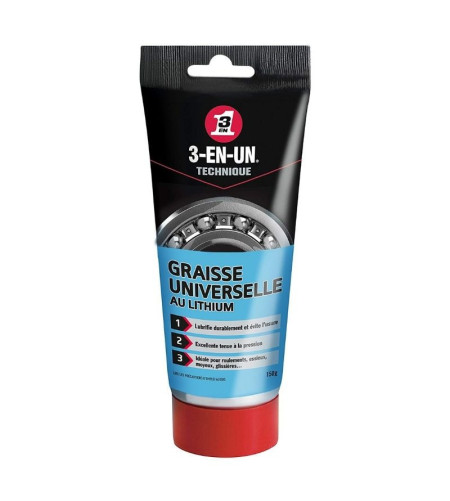 3
EN
1
3-EN-UN®
TECHNIQUE
GRAISSE
UNIVERSELLE
AU LITHIUM
1 Lubrifie durablement et évite l'usure
2 Excellente tenue à la pression
3 Idéale pour roulements, cardans,
moyeux, glissières...
150g